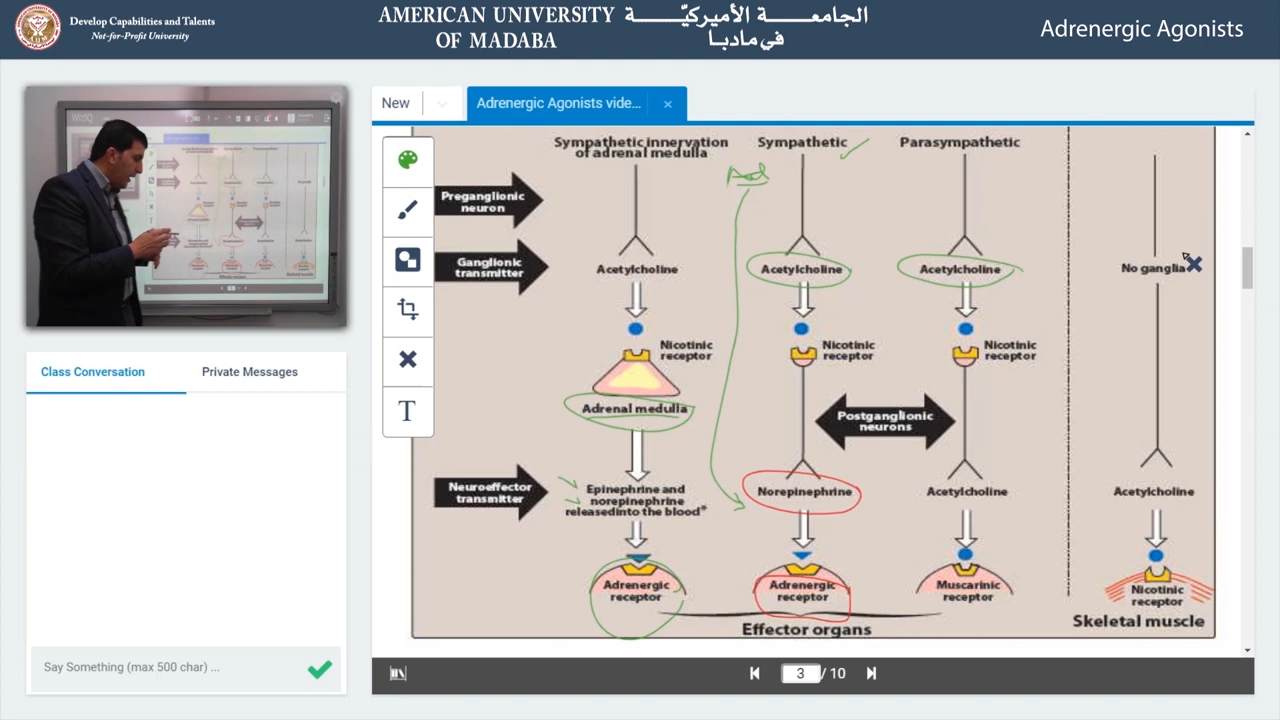 Develop Capabilities and Talents
Not-for-Profit University
AMERICAN UNIVERSITY
OF MADABA
الجامعـــــــة الأميركيّـــــــة
في مادبـا
Adrenergic Agonists
New
Adrenergic Agonists vide...
Class Conversation
Private Messages
Say Something (max 500 char) ...
T
Sympathetic innervation
of adrenal medulla
Sympathetic
Parasympathetic
Preganglionic
neuron
Ganglionic
transmitter
Acetylcholine
Acetylcholine
Acetylcholine
No ganglia
Nicotinic
receptor
Nicotinic
receptor
Nicotinic
receptor
Adrenal medulla
Postganglionic
neurons
Neuroeffector
transmitter
Epinephrine and
norepinephrine
releasedinto the blood*
Norepinephrine
Acetylcholine
Acetylcholine
Adrenergic
receptor
Adrenergic
receptor
Muscarinic
receptor
Nicotinic
receptor
Effector organs
Skeletal muscle
3 / 10